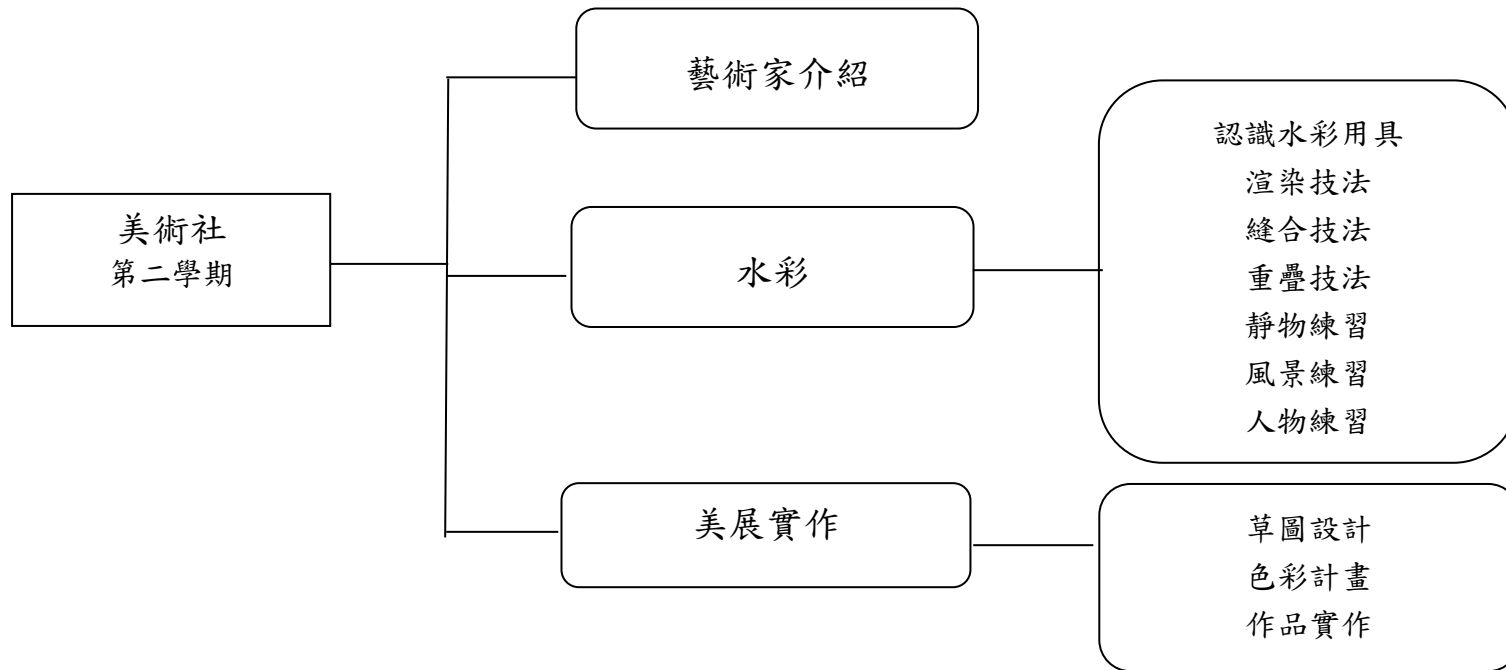 美術社
第二學期
藝術家介紹
水彩
認識水彩用具
渲染技法
縫合技法
重疊技法
靜物練習
風景練習
人物練習
美展實作
草圖設計
色彩計畫
作品實作